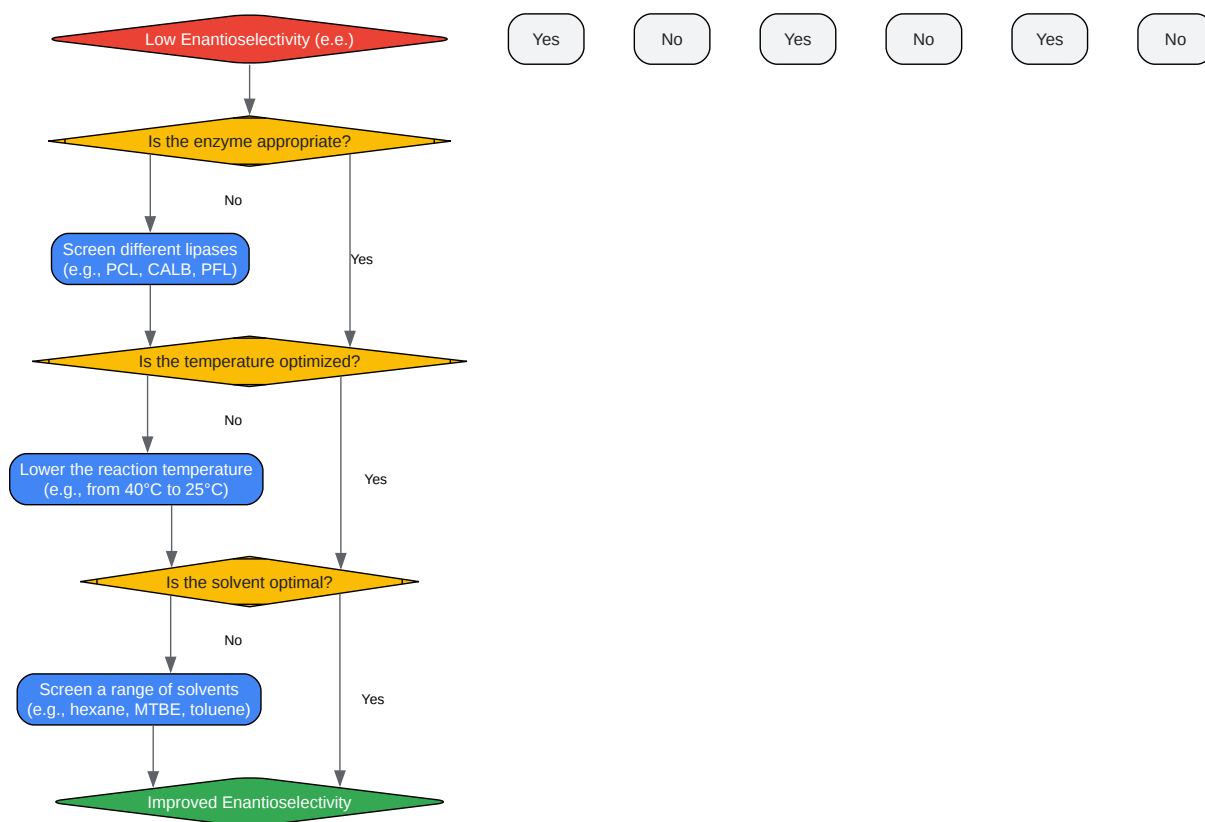 Low Enantioselectivity (e.e.)
Yes
No
Yes
No
Yes
No
Is the enzyme appropriate?
No
Screen different lipases
(e.g., PCL, CALB, PFL)
Yes
Is the temperature optimized?
No
Lower the reaction temperature
(e.g., from 40°C to 25°C)
Yes
Is the solvent optimal?
No
Screen a range of solvents
(e.g., hexane, MTBE, toluene)
Yes
Improved Enantioselectivity